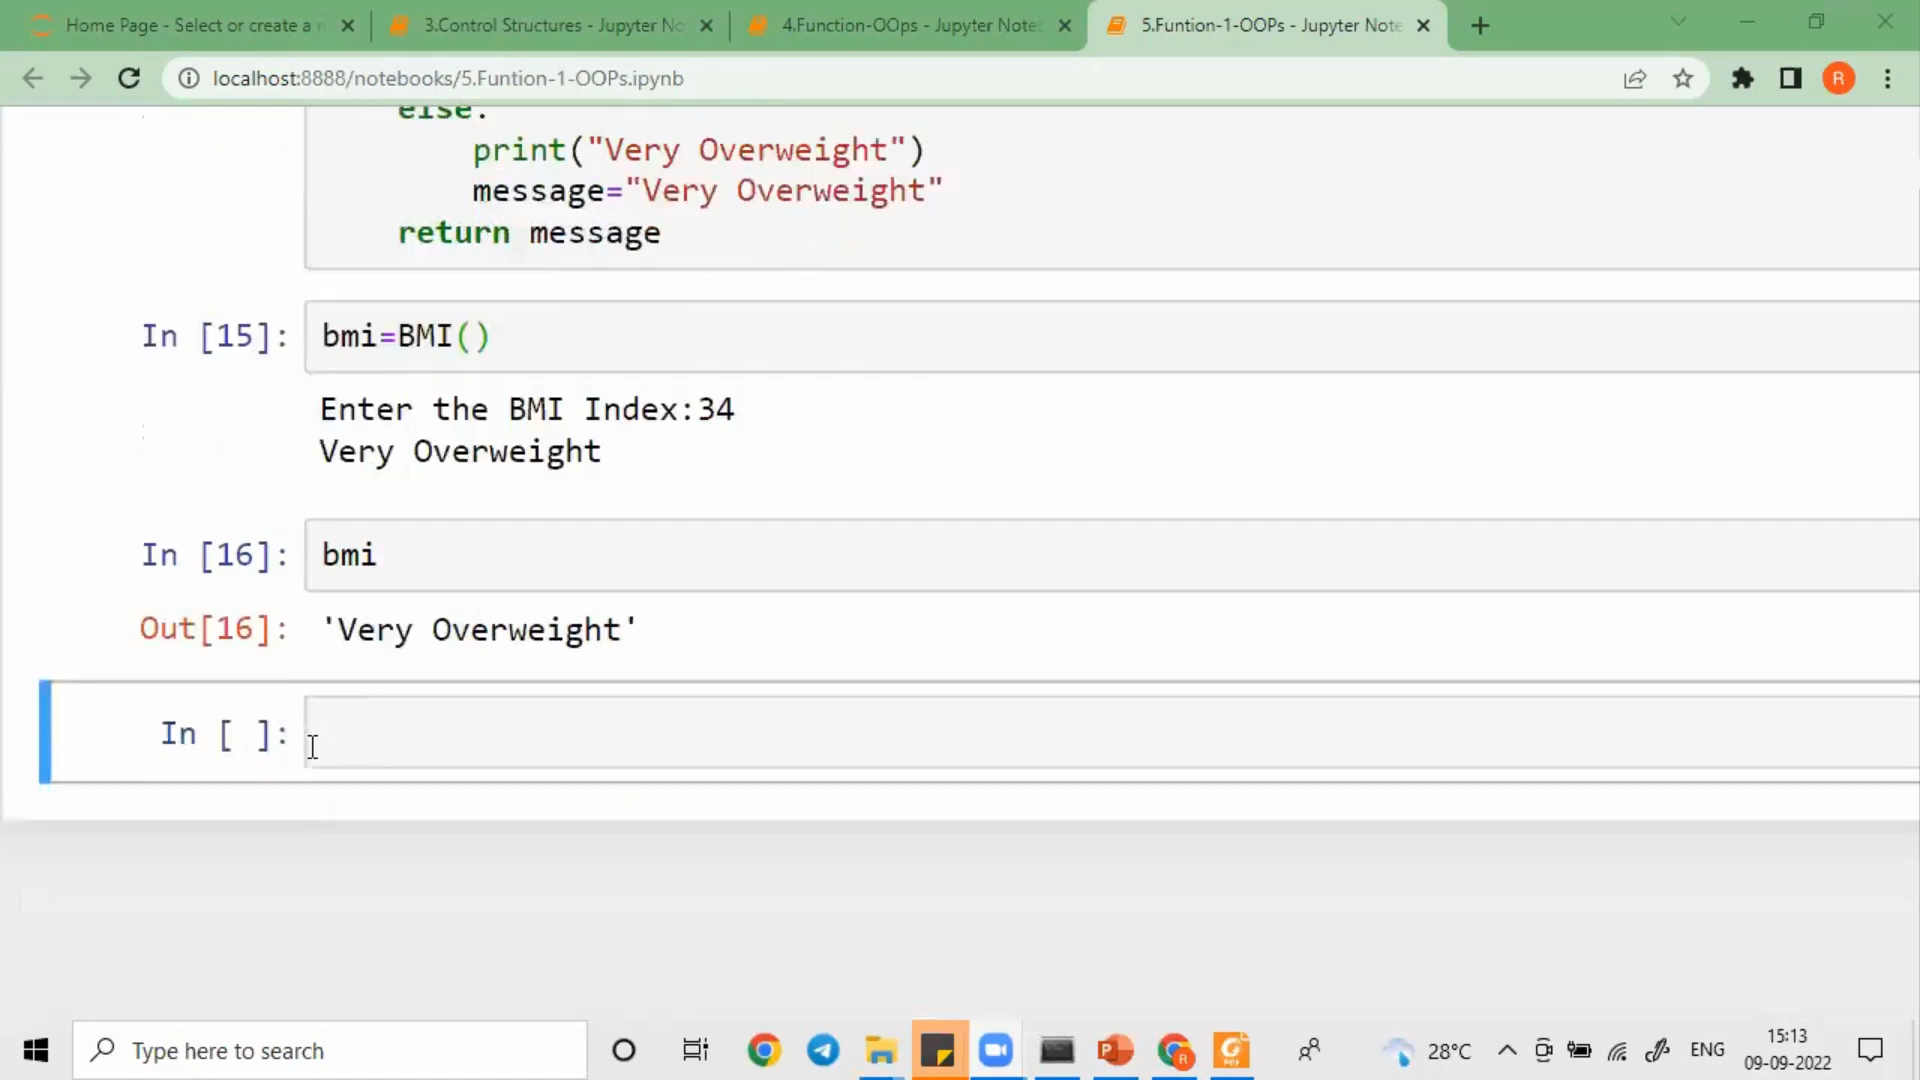 Home Page - Select or create a n
3.Control Structures - Jupyter No
4.Function-OOps - Jupyter Note
5.Funtion-1-OOPs - Jupyter Note
localhost:8888/notebooks/5.Funtion-1-OOPs.ipynb
R
else:
print("Very Overweight")
message="Very Overweight"
return message
In [15]: bmi=BMI()
Enter the BMI Index:34
Very Overweight
In [16]: bmi
Out[16]: 'Very Overweight'
In [ ]:
Type here to search
28°C
ENG
15:13
09-09-2022